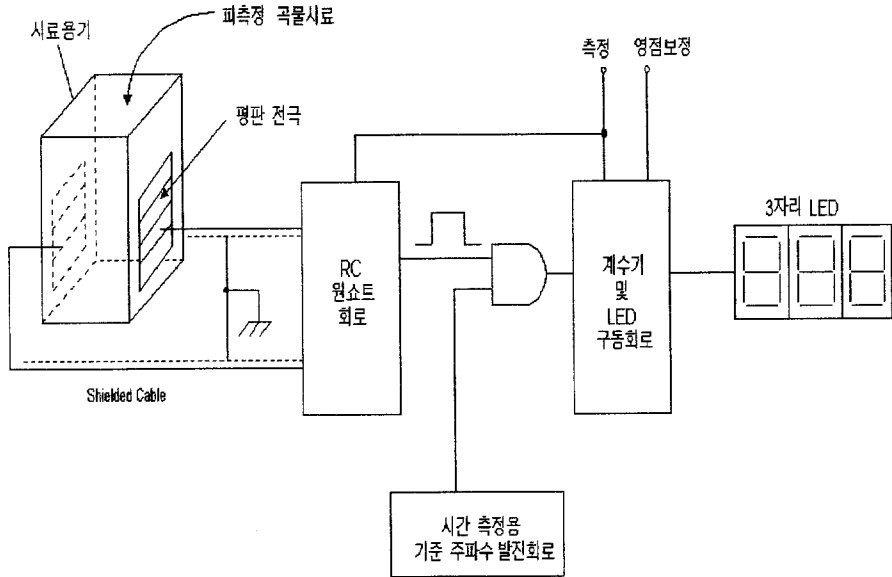 피측정 곡물시료
시료용기
측정
영점보정
평판 전극
3자리 LED
RC
원쇼트
회로
계수기
및
LED
구동회로
Shielded Cable
시간 측정용
기준 주파수 발진회로